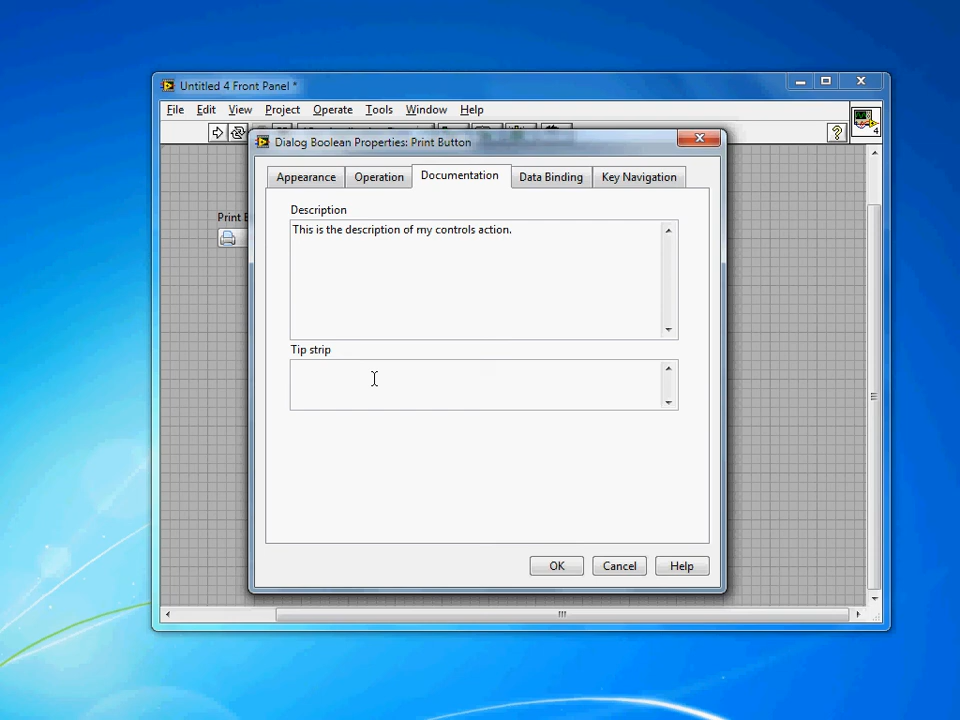 Untitled 4 Front Panel *
File Edit View Project Operate Tools Window Help
4
Dialog Boolean Properties: Print Button
Appearance Operation Documentation Data Binding Key Navigation
Description
Print
This is the description of my controls action.
Tip strip
OK Cancel Help